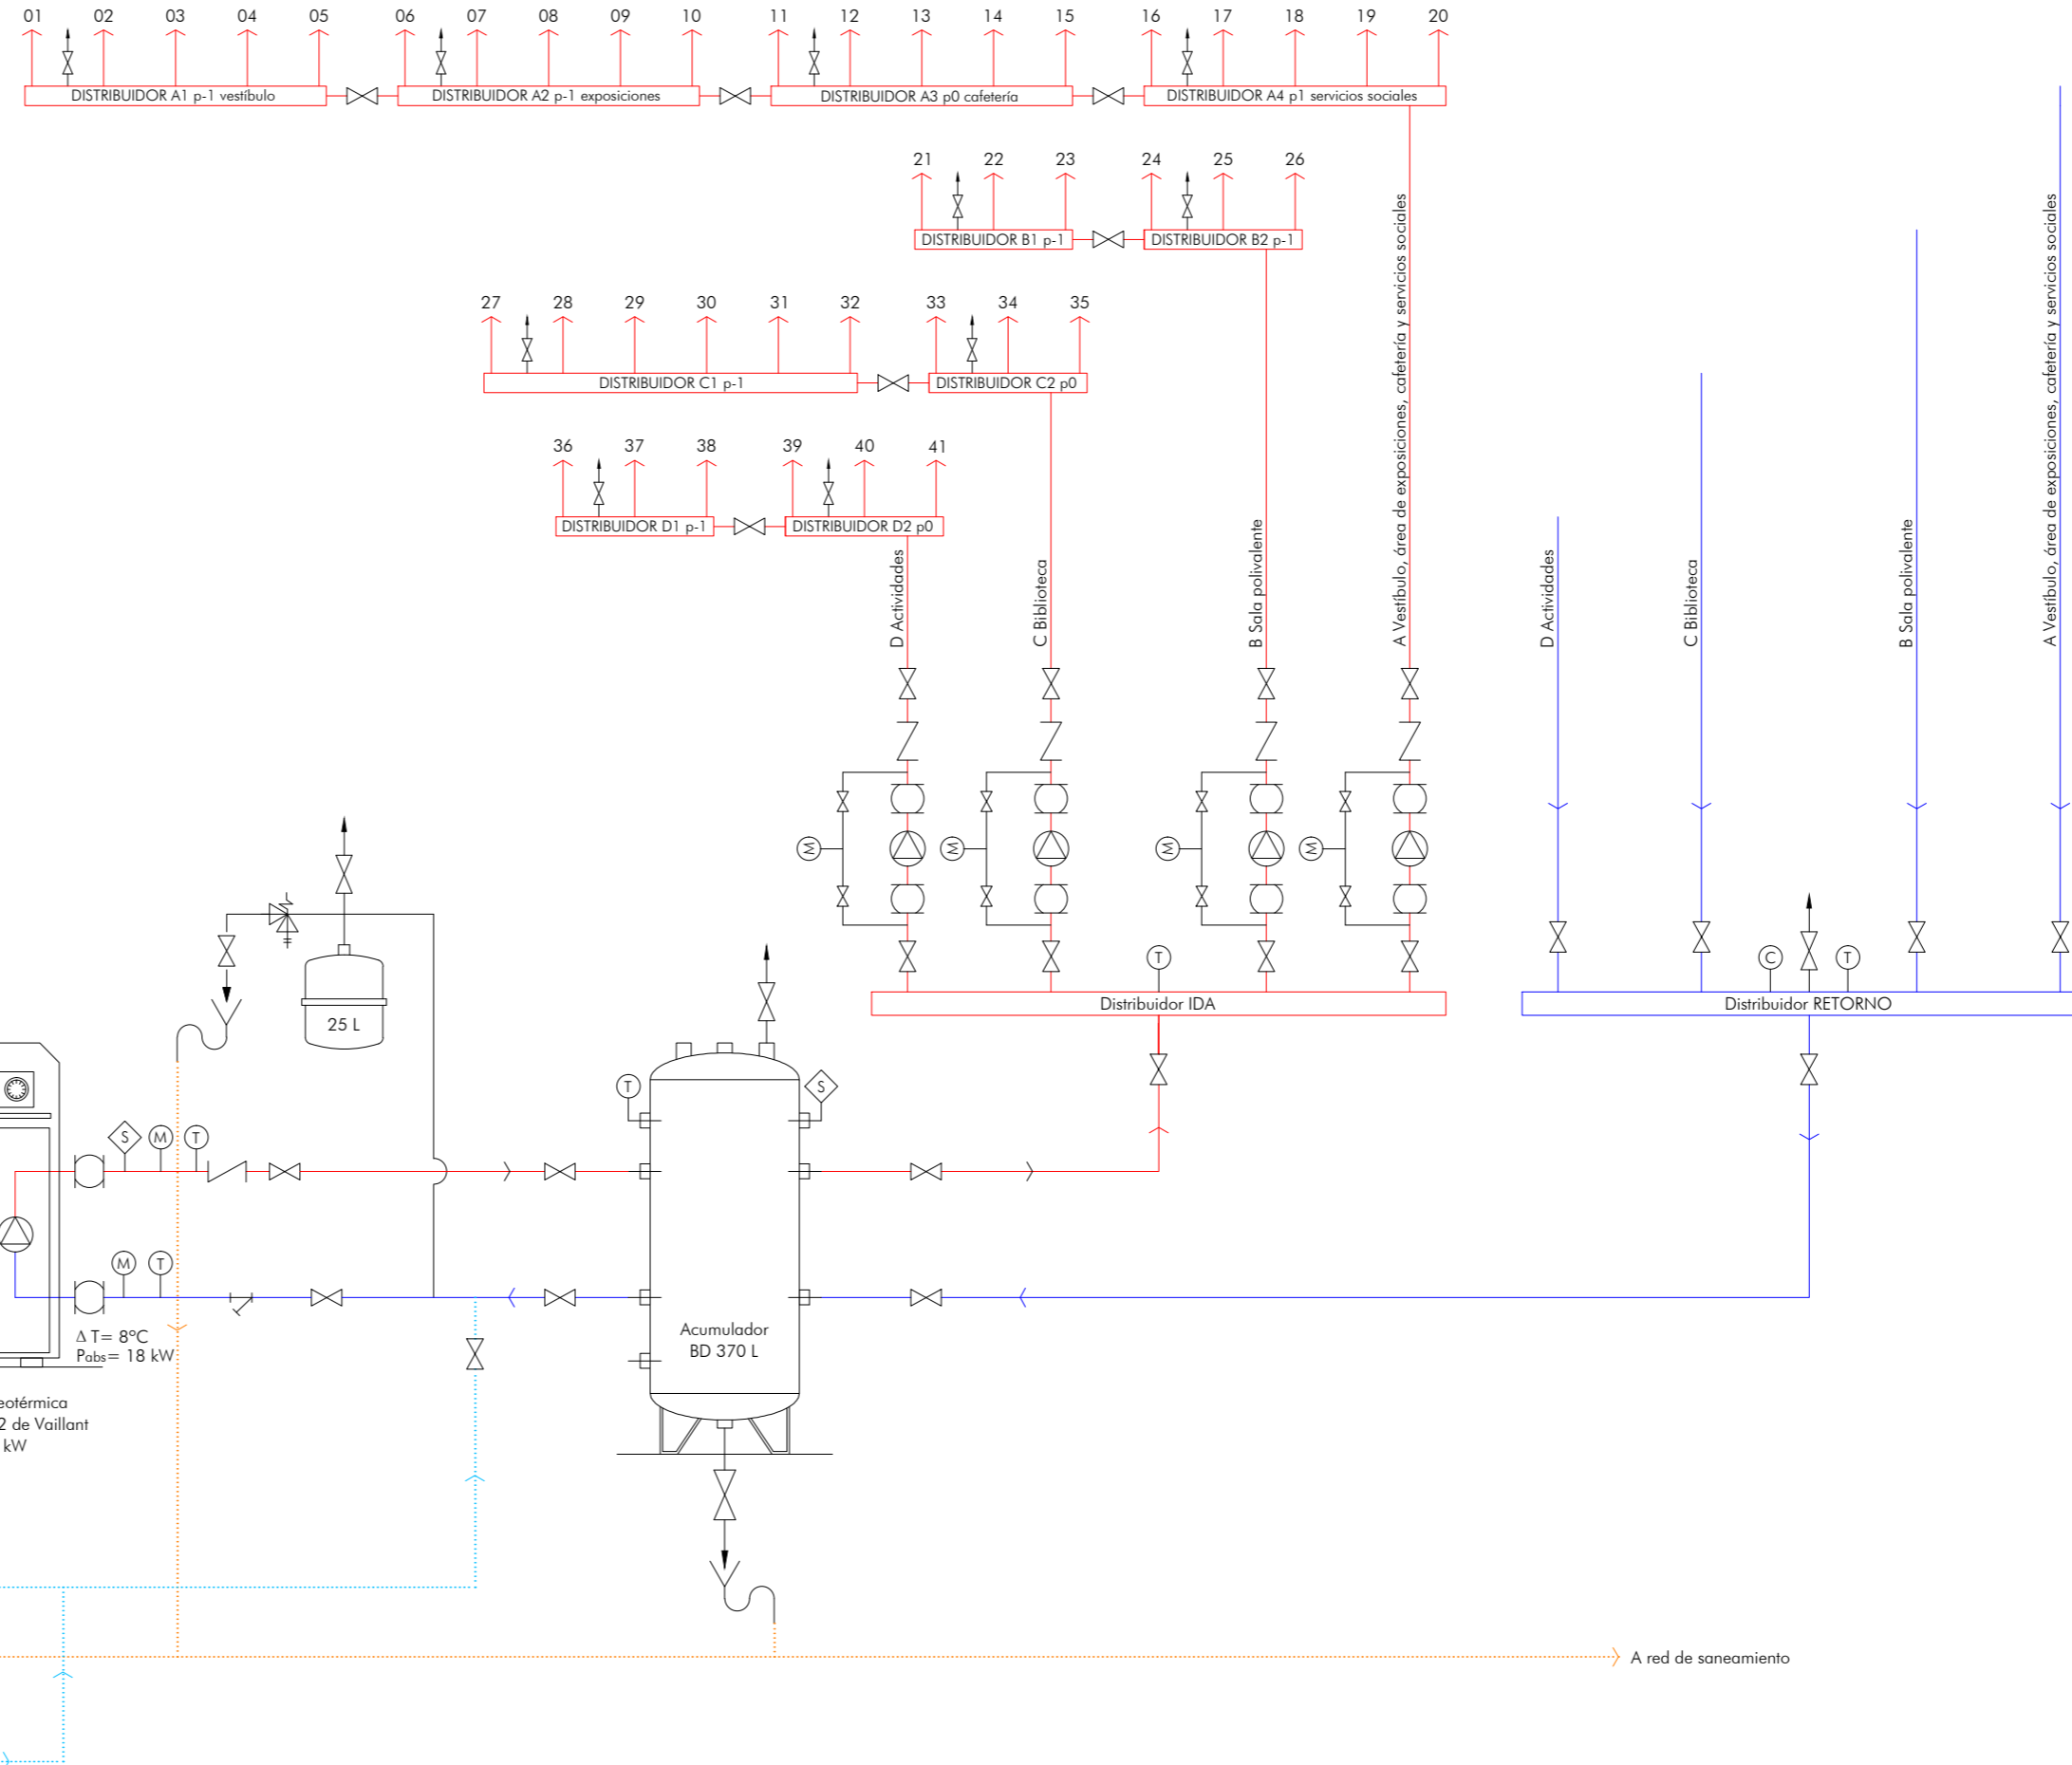 01 02 03 04 05 06 07 08 09 10 11 12 13 14 15 16 17 18 19 20
DISTRIBUIDOR A1 p-1 vestíbulo
DISTRIBUIDOR A2 p-1 exposiciones
DISTRIBUIDOR A3 p0 cafetería
DISTRIBUIDOR A4 p1 servicios sociales
21 22 23 24 25 26
DISTRIBUIDOR B1 p-1
DISTRIBUIDOR B2 p-1
27 28 29 30 31 32 33 34 35
DISTRIBUIDOR C1 p-1
DISTRIBUIDOR C2 p0
36 37 38 39 40 41
DISTRIBUIDOR D1 p-1
DISTRIBUIDOR D2 p0
D Actividades
C Biblioteca
B Sala polivalente
A Vestíbulo, área de exposiciones, cafetería y servicios sociales
D Actividades
C Biblioteca
B Sala polivalente
A Vestíbulo, área de exposiciones, cafetería y servicios sociales
M M M M
T
C T
Distribuidor IDA
Distribuidor RETORNO
25 L
T S
S M T
M T
Δ T= 8ºC
Pabs= 18 kW
Acumulador
BD 370 L
eotérmica
2 de Vaillant
kW
A red de saneamiento